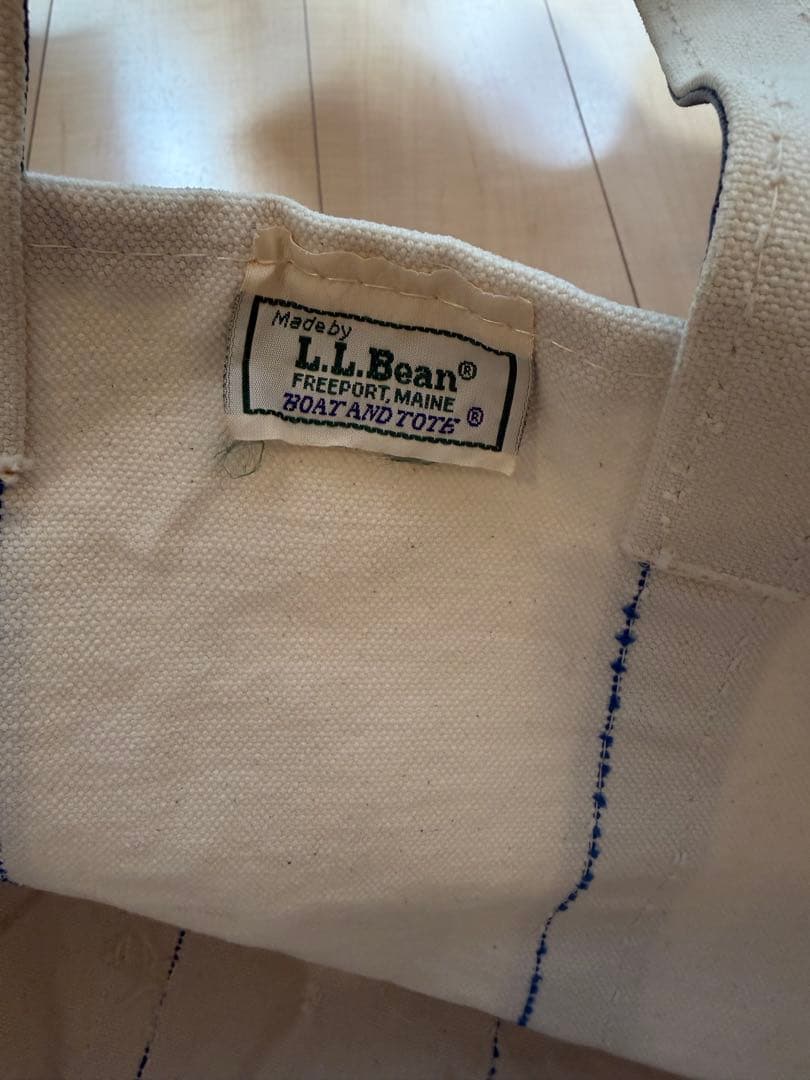 Made by
L.L.Bean®
FREEPORT, MAINE
BOAT AND TOTE ®